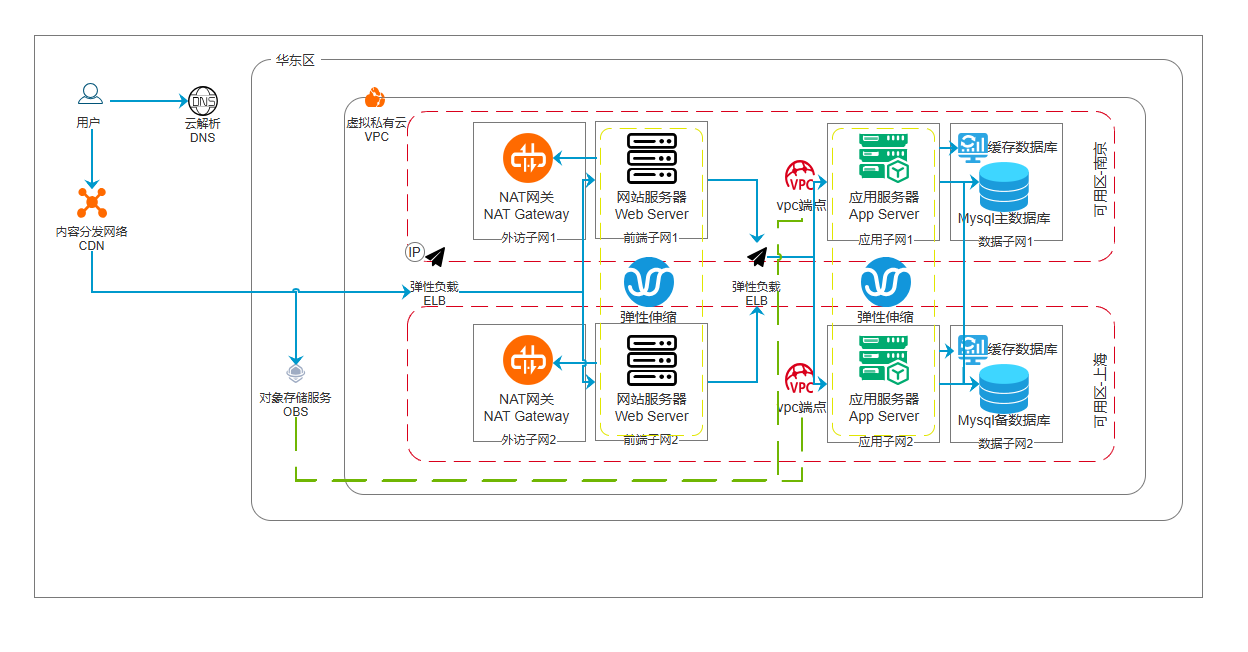 华东区
用户
DNS
云解析
DNS
内容分发网络
CDN
对象存储服务
OBS
虚拟私有云
VPC
IP
弹性负载
ELB
NAT网关
NAT Gateway
外访子网1
网站服务器
Web Server
前端子网1
弹性伸缩
弹性负载
ELB
VPC
vpc端点
应用服务器
App Server
应用子网1
弹性伸缩
缓存数据库
Mysql主数据库
数据子网1
可用区-南京
NAT网关
NAT Gateway
外访子网2
网站服务器
Web Server
前端子网2
VPC
vpc端点
应用服务器
App Server
应用子网2
缓存数据库
Mysql备数据库
数据子网2
可用区-上海